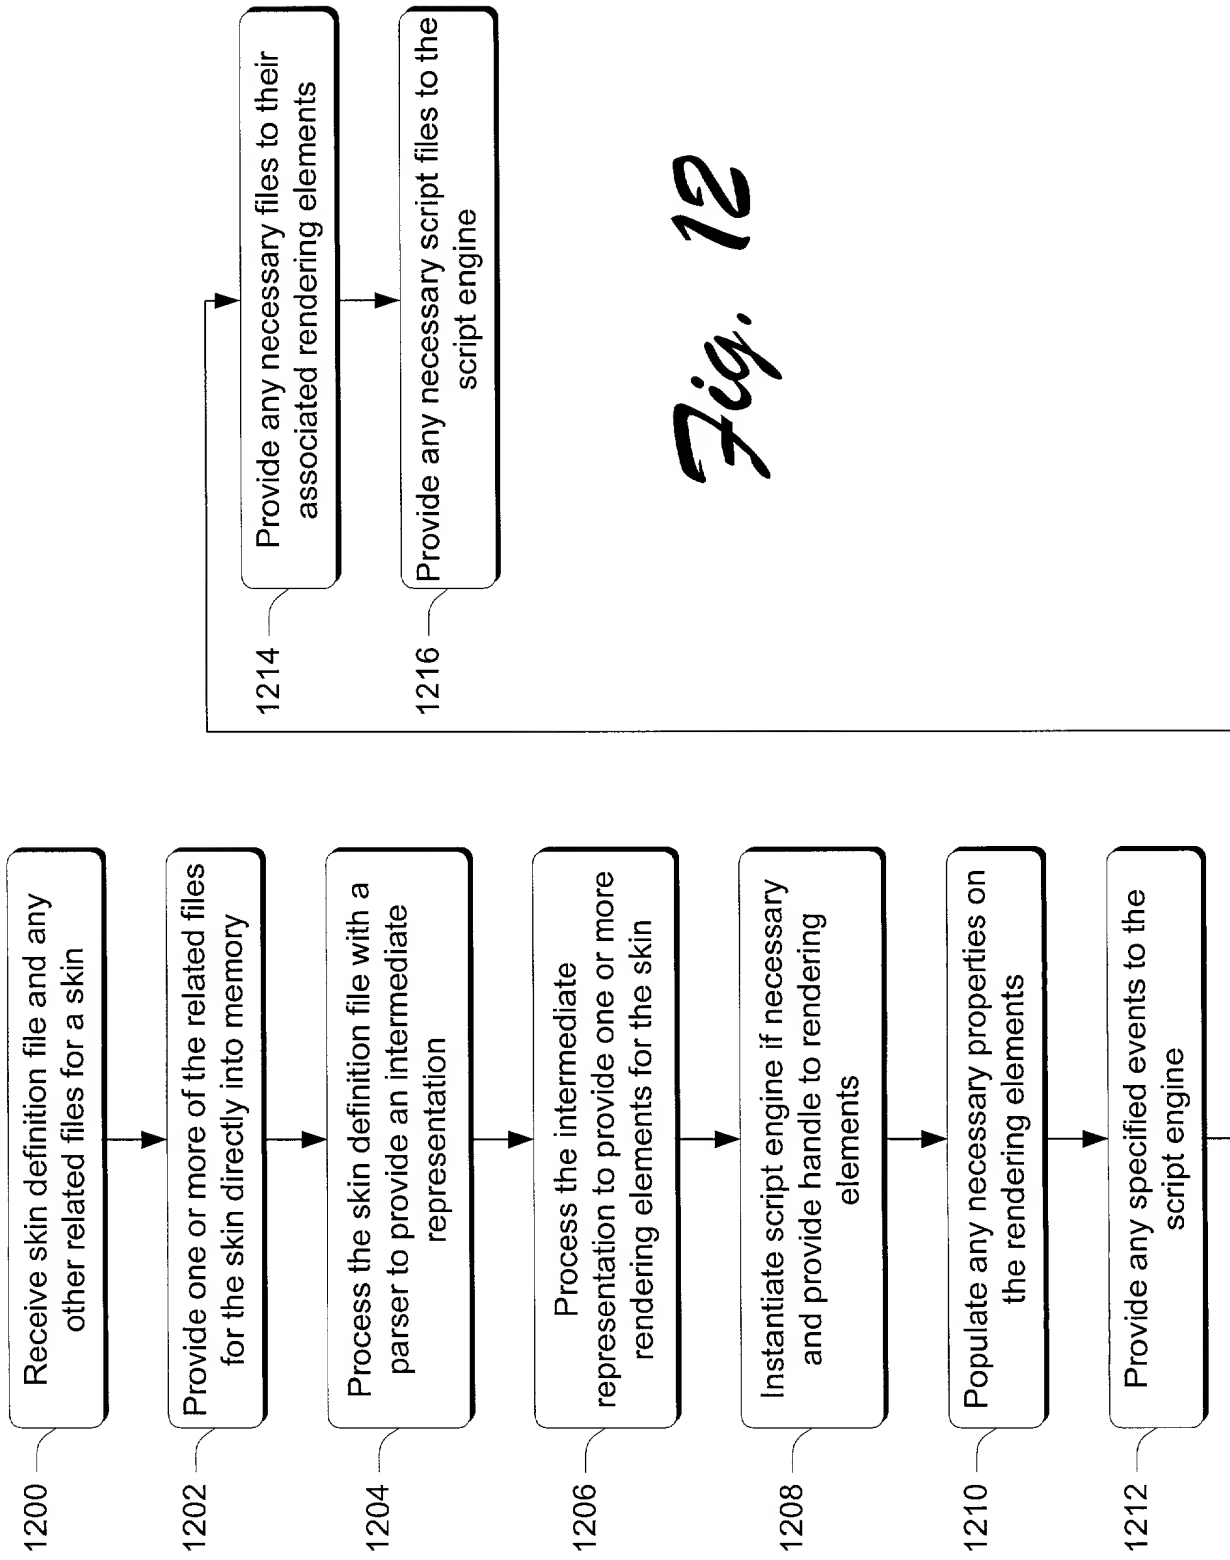 1200
Receive skin definition file and any
other related files for a skin
1202
Provide one or more of the related files
for the skin directly into memory
1204
Process the skin definition file with a
parser to provide an intermediate
representation
1206
Process the intermediate
representation to provide one or more
rendering elements for the skin
1208
Instantiate script engine if necessary
and provide handle to rendering
elements
1210
Populate any necessary properties on
the rendering elements
1212
Provide any specified events to the
script engine
1214
Provide any necessary files to their
associated rendering elements
1216
Provide any necessary script files to the
script engine
Fig. 12